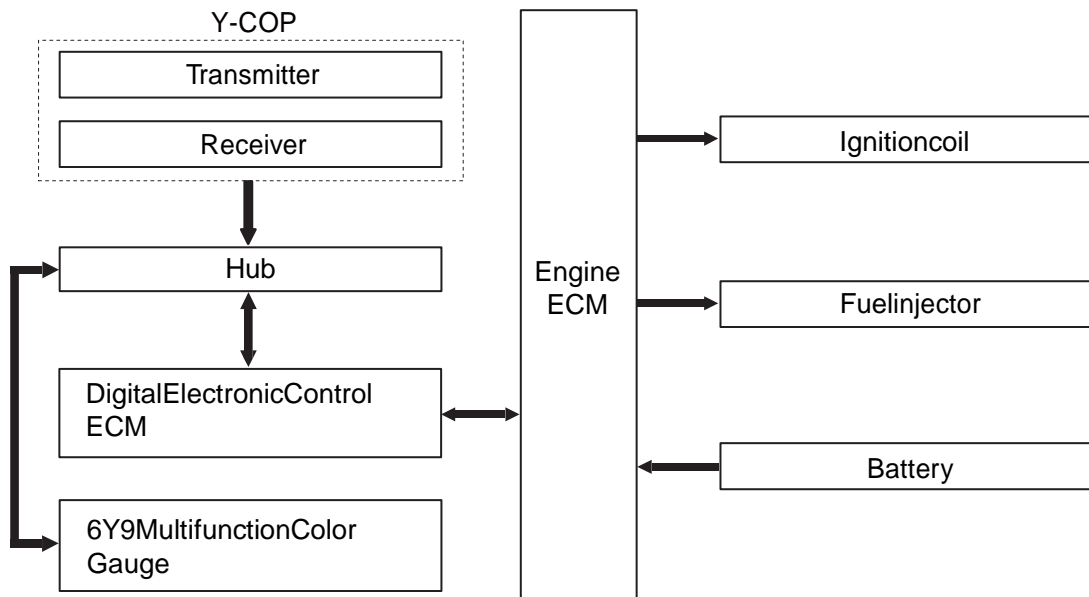 Y-COP
Transmitter
Receiver
Hub
DigitalElectronicControl
ECM
6Y9MultifunctionColor
Gauge
Engine
ECM
Ignitioncoil
Fuelinjector
Battery